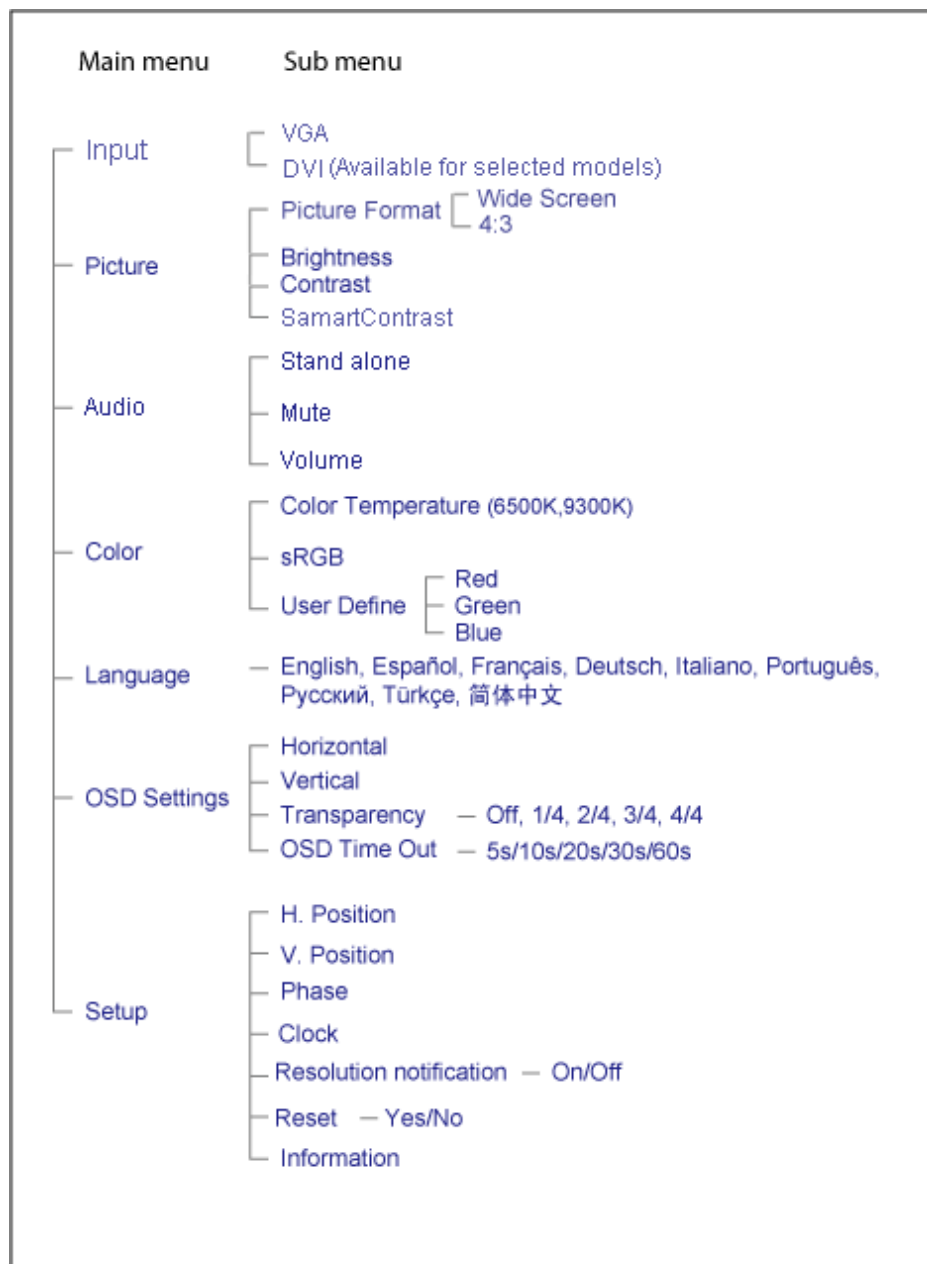 Main menu Sub menu
Input
VGA
DVI (Available for selected models)
Picture
Picture Format
Wide Screen
4:3
Brightness
Contrast
SamartContrast
Audio
Stand alone
Mute
Volume
Color
Color Temperature (6500K,9300K)
sRGB
User Define
Red
Green
Blue
Language
English, Español, Français, Deutsch, Italiano, Português,
Русский, Türkçe, 简体中文
OSD Settings
Horizontal
Vertical
Transparency Off, 1/4, 2/4, 3/4, 4/4
OSD Time Out 5s/10s/20s/30s/60s
Setup
H. Position
V. Position
Phase
Clock
Resolution notification On/Off
Reset Yes/No
Information